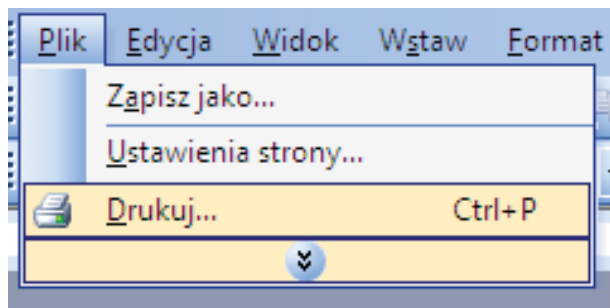 Plik Edycja Widok Wstaw Format
Zapisz jako...
Ustawienia strony...
Drukuj... Ctrl+P